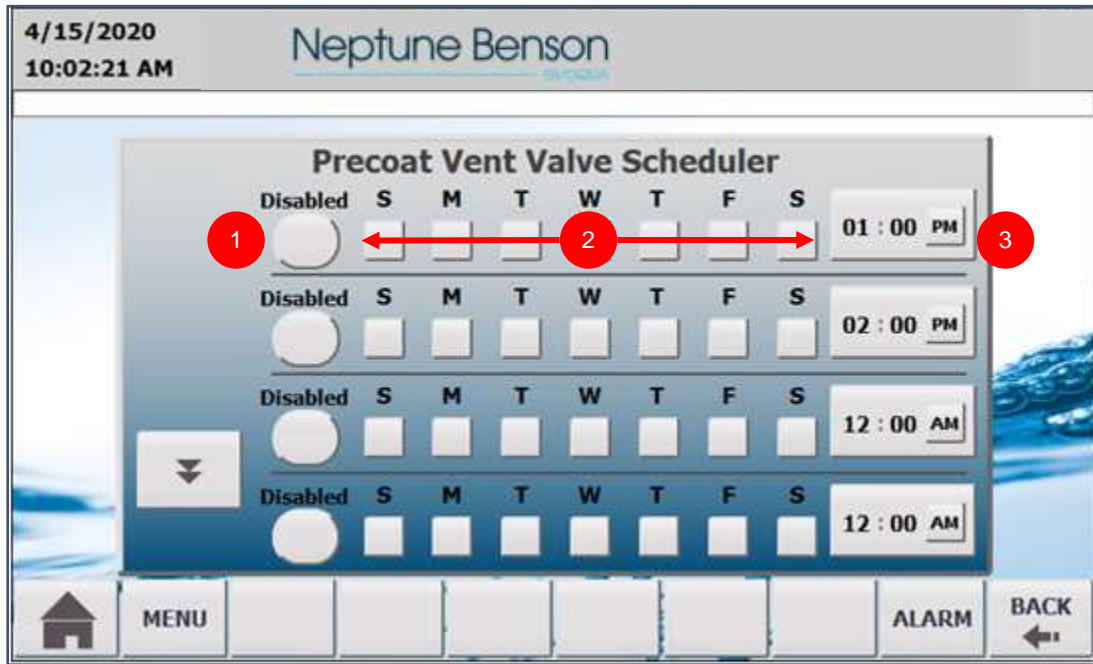 4/15/2020
10:02:21 AM
Neptune Benson
evoqua
Precoat Vent Valve Scheduler
Disabled S M T W T F S
1 2 01 : 00 PM 3
Disabled S M T W T F S
02 : 00 PM
Disabled S M T W T F S
12 : 00 AM
Disabled S M T W T F S
12 : 00 AM
MENU ALARM BACK